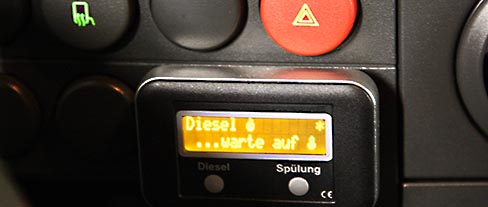 Diesel
...warte auf
Diesel Spülung
CE